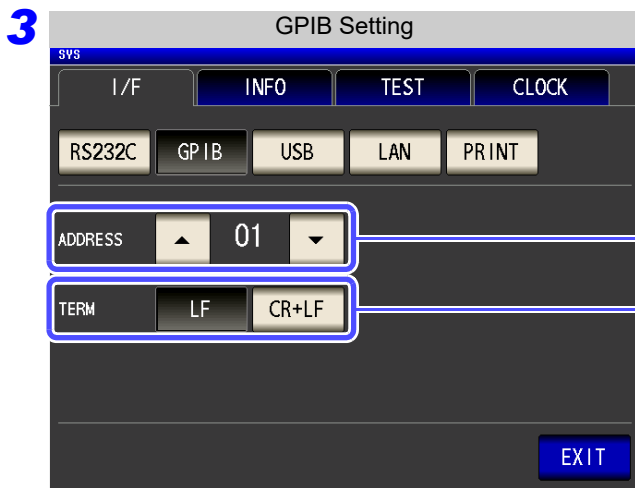 3
GPIB Setting
SYS
I/F INFO TEST CLOCK
RS232C GPIB USB LAN PRINT
ADDRESS 01
TERM LF CR+LF
EXIT